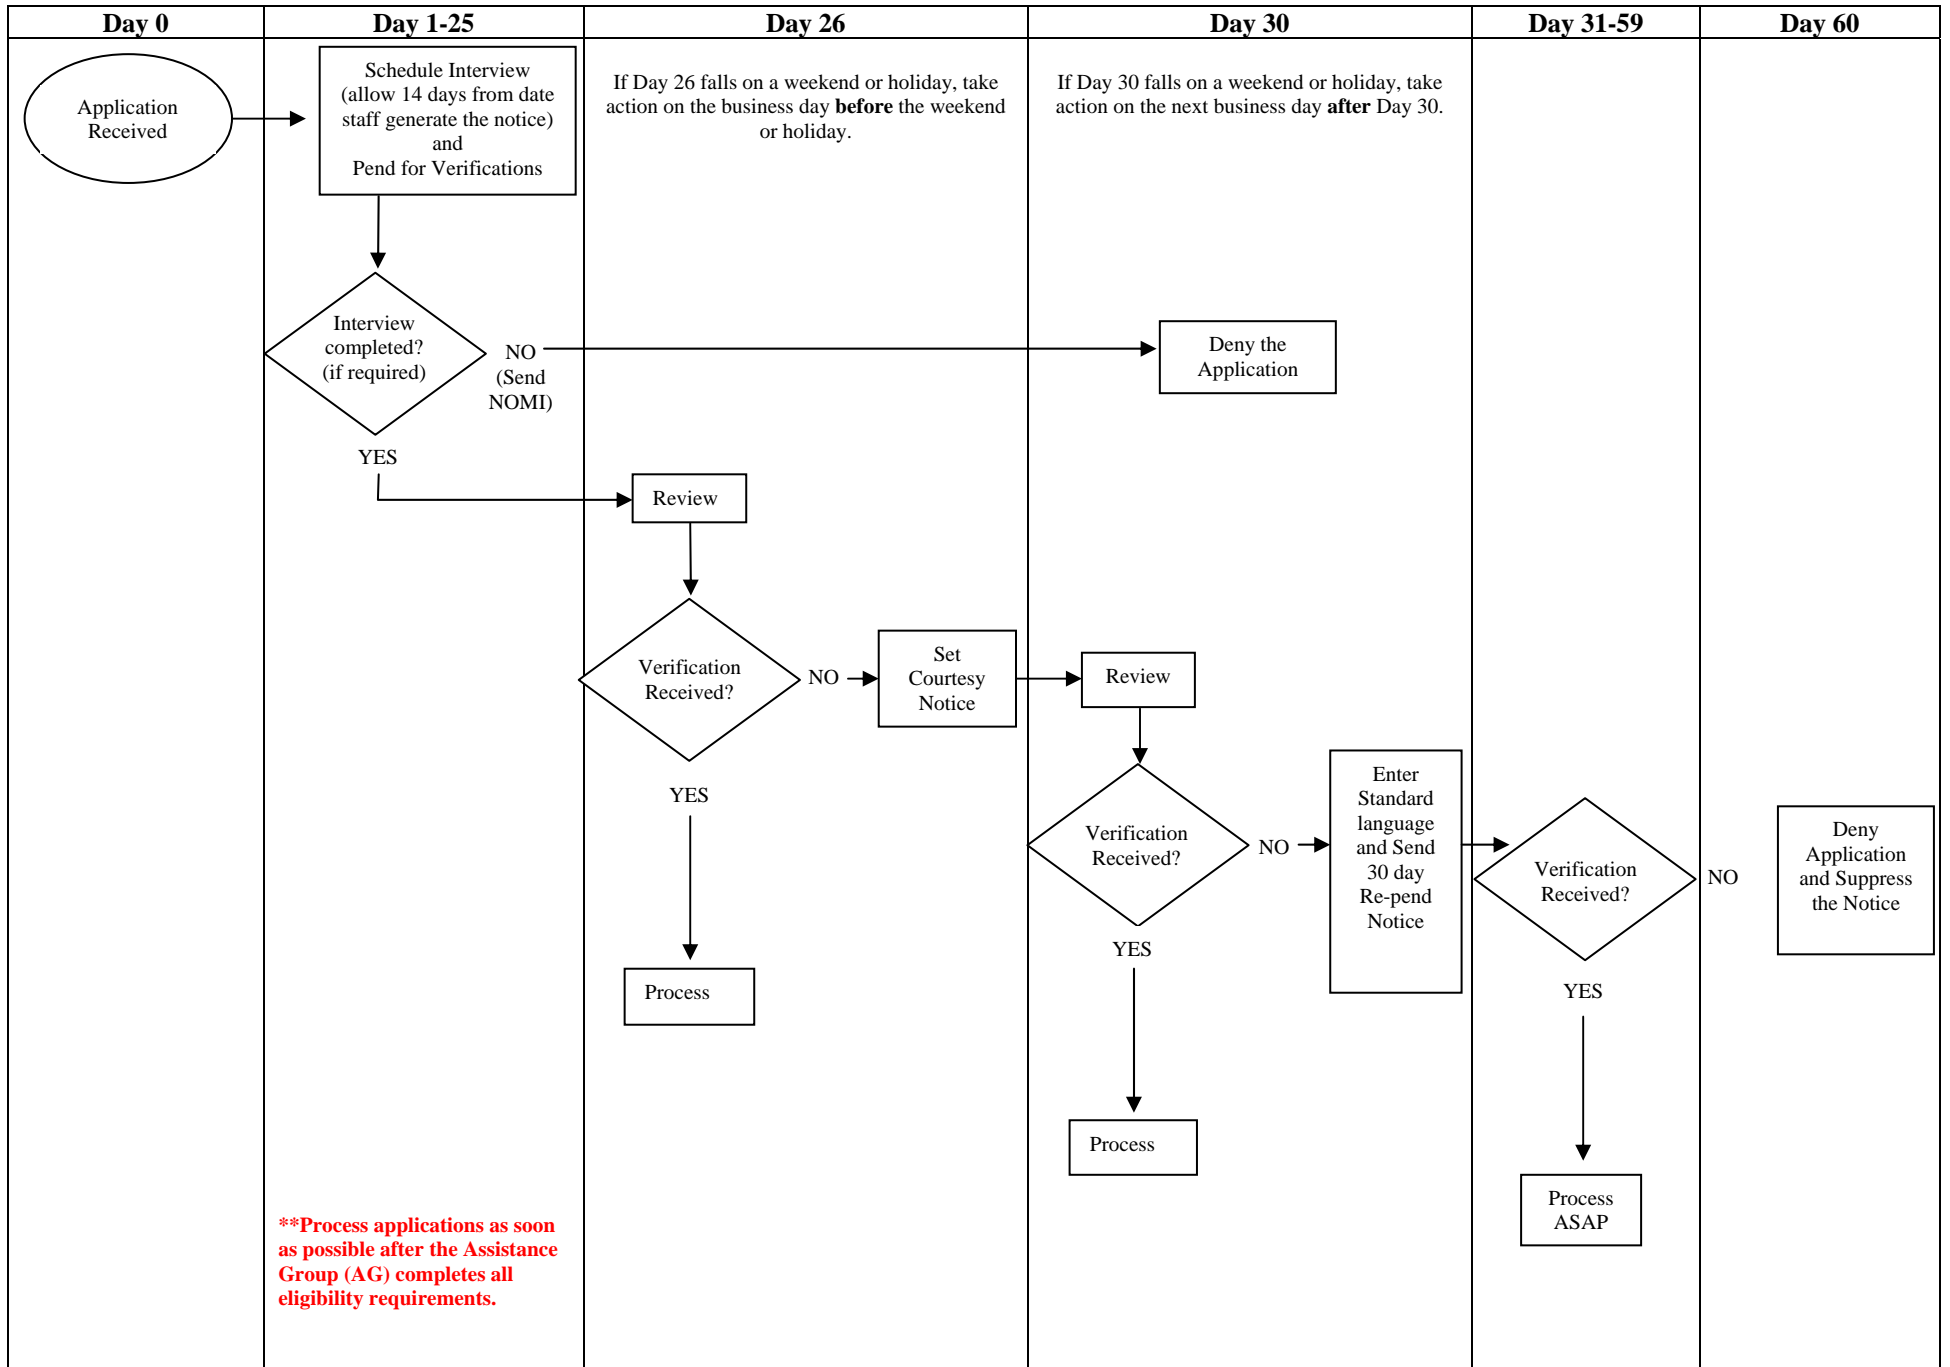 Day 0
Day 1-25
Day 26
Day 30
Day 31-59
Day 60
Application
Received
Schedule Interview
(allow 14 days from date
staff generate the notice)
and
Pend for Verifications
If Day 26 falls on a weekend or holiday, take
action on the business day before the weekend
or holiday.
If Day 30 falls on a weekend or holiday, take
action on the next business day after Day 30.
Interview
completed?
(if required)
NO
(Send
NOMI)
Deny the
Application
YES
Review
Verification
Received?
NO
Set
Courtesy
Notice
Review
YES
Process
Verification
Received?
NO
Enter
Standard
language
and Send
30 day
Re-pend
Notice
YES
Process
Verification
Received?
NO
Deny
Application
and Suppress
the Notice
YES
Process
ASAP
**Process applications as soon
as possible after the Assistance
Group (AG) completes all
eligibility requirements.